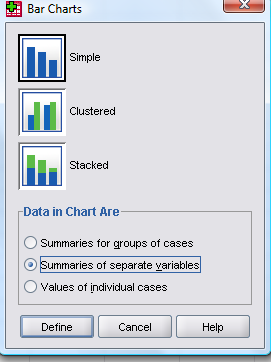 Bar Charts
Simple
Clustered
Stacked
Data in Chart Are
Summaries for groups of cases
Summaries of separate variables
Values of individual cases
Define Cancel Help